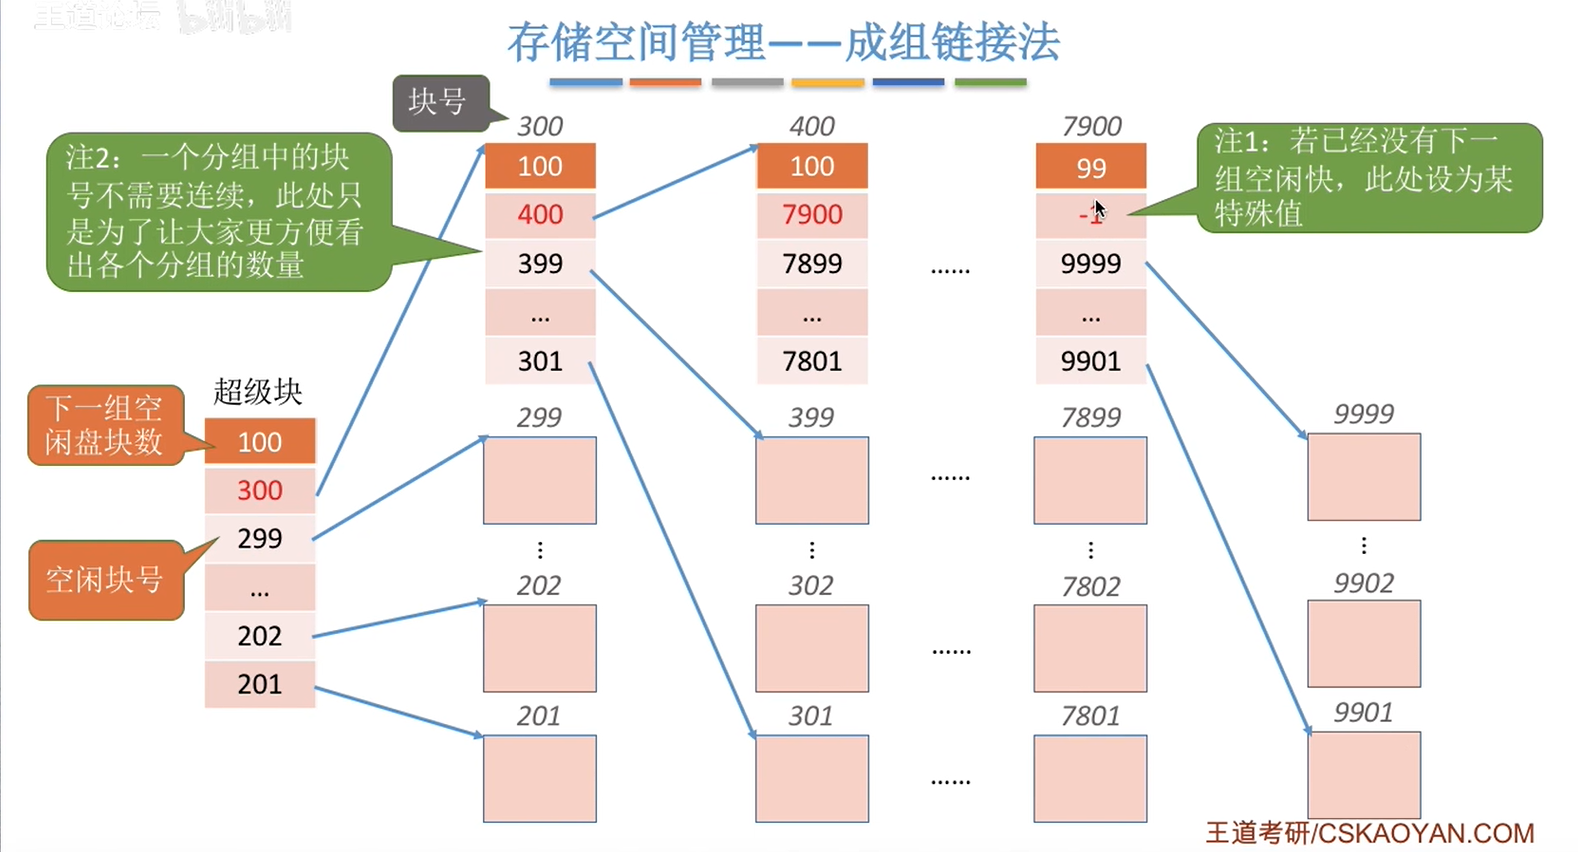 王道论坛 bilibili
存储空间管理——成组链接法
块号
300
400
7900
注2：一个分组中的块
号不需要连续，此处只
是为了让大家更方便看
出各个分组的数量
100
400
399
...
301
100
7900
7899
...
7801
......
99
-1
9999
...
9901
注1：若已经没有下一
组空闲快，此处设为某
特殊值
下一组空
闲盘块数
空闲块号
超级块
100
300
299
...
202
201
299
399
7899
9999
......
202
302
7802
9902
......
201
301
7801
9901
......
王道考研/CSKAOYAN.COM